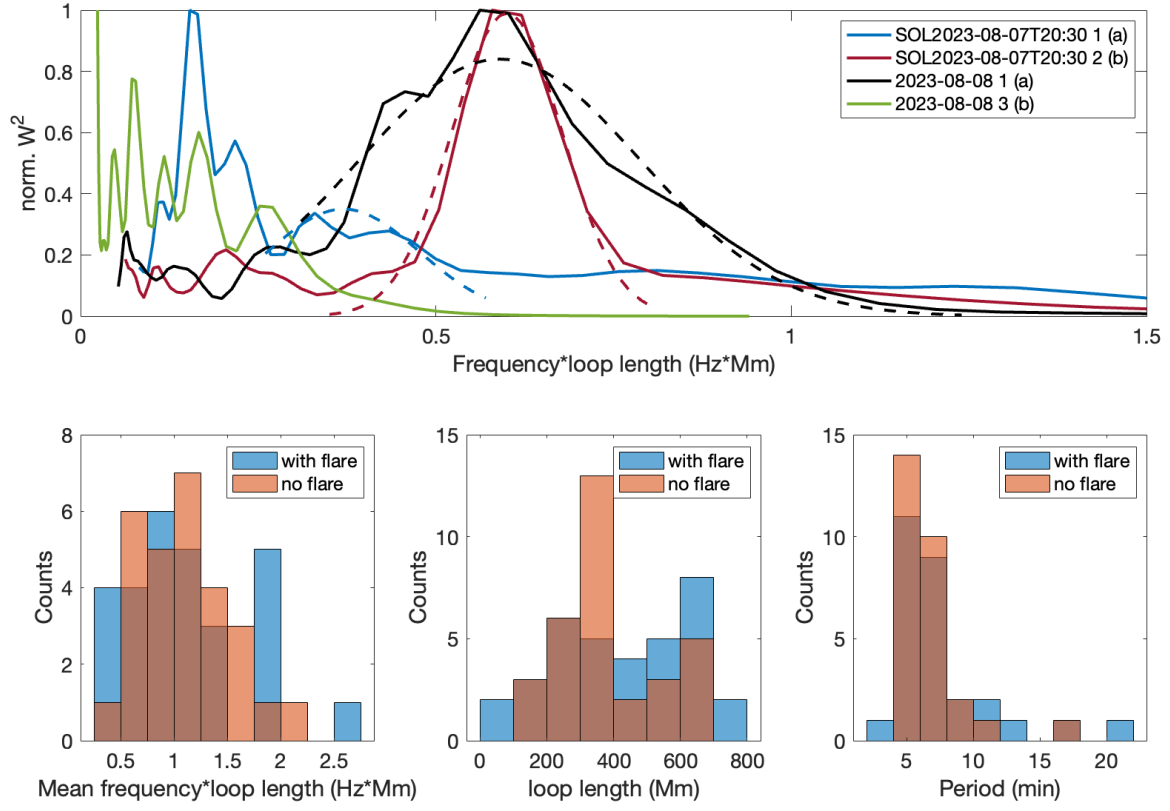 1
0.8
0.6
0.4
0.2
0
norm. W²
0
0.5
1
1.5
Frequency*loop length (Hz*Mm)
SOL2023-08-07T20:30 1 (a)
SOL2023-08-07T20:30 2 (b)
2023-08-08 1 (a)
2023-08-08 3 (b)
8
6
4
2
0
Counts
with flare
no flare
0.5
1
1.5
2
2.5
Mean frequency*loop length (Hz*Mm)
15
10
5
0
Counts
with flare
no flare
0
200
400
600
800
loop length (Mm)
15
10
5
0
Counts
with flare
no flare
5
10
15
20
Period (min)